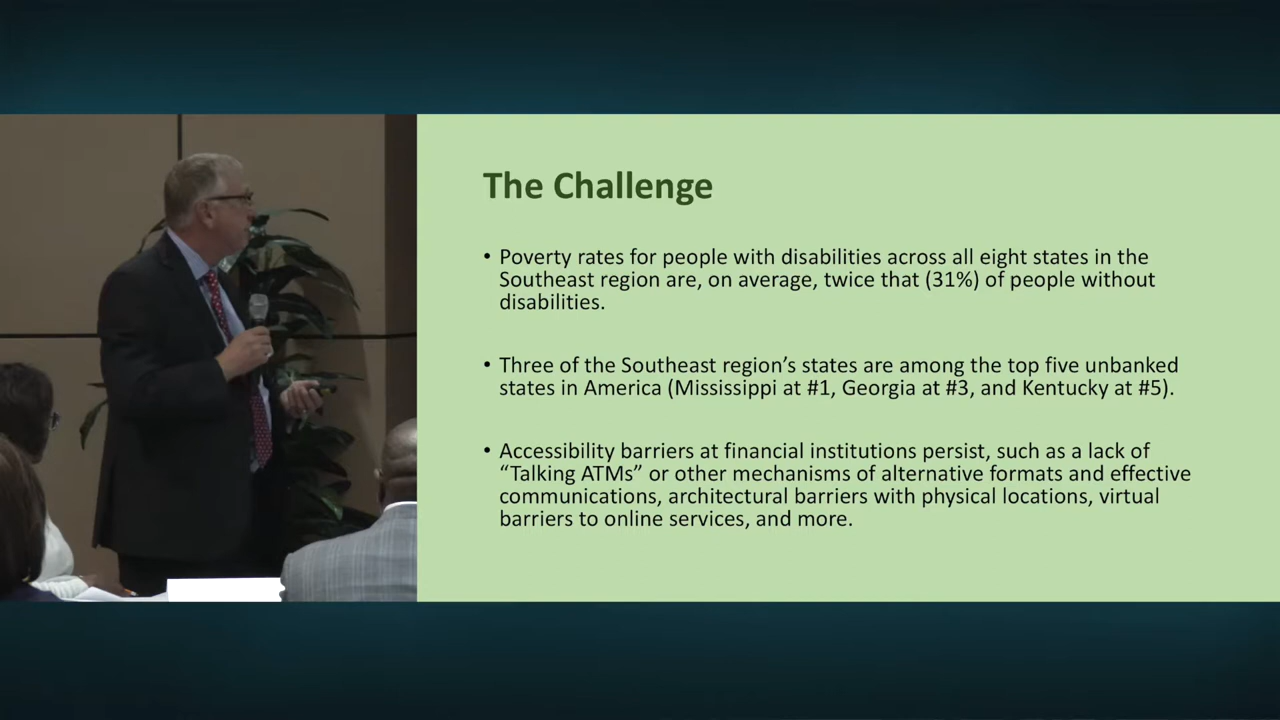 The Challenge
• Poverty rates for people with disabilities across all eight states in the
Southeast region are, on average, twice that (31%) of people without
disabilities.
• Three of the Southeast region’s states are among the top five unbanked
states in America (Mississippi at #1, Georgia at #3, and Kentucky at #5).
• Accessibility barriers at financial institutions persist, such as a lack of
“Talking ATMs” or other mechanisms of alternative formats and effective
communications, architectural barriers with physical locations, virtual
barriers to online services, and more.